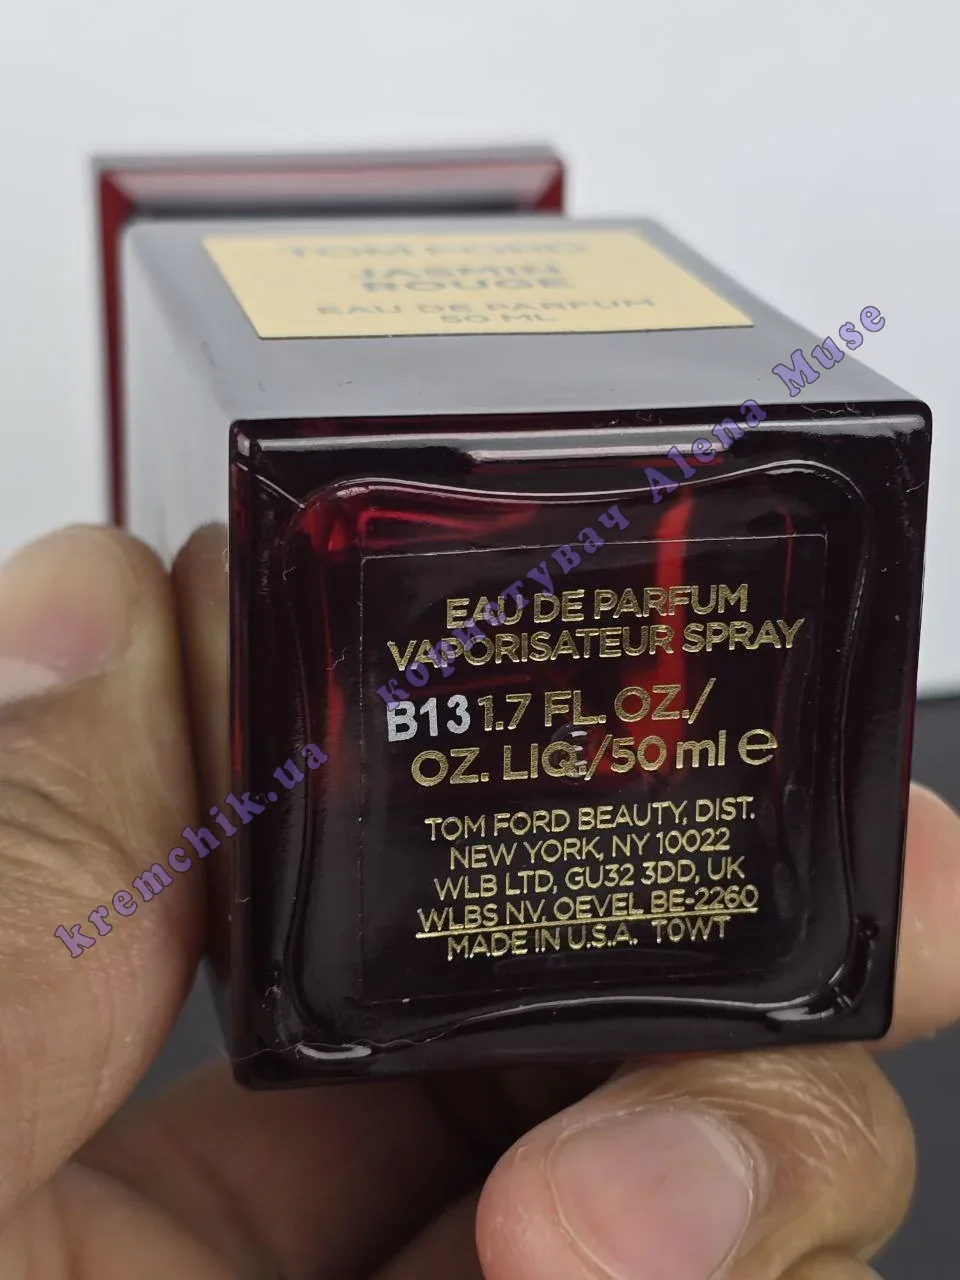 TOM FORD
JASMIN
ROUGE
EAU DE PARFUM
50 ML
EAU DE PARFUM
VAPORISATEUR SPRAY
B13 1.7 FL. OZ./
OZ. LIQ./50 ml e
TOM FORD BEAUTY, DIST.
NEW YORK, NY 10022
WLB LTD, GU32 3DD, UK
WLBS NV, OEVEL BE-2260
MADE IN U.S.A. T0WT
kremchik.ua
користувач Alena Muse